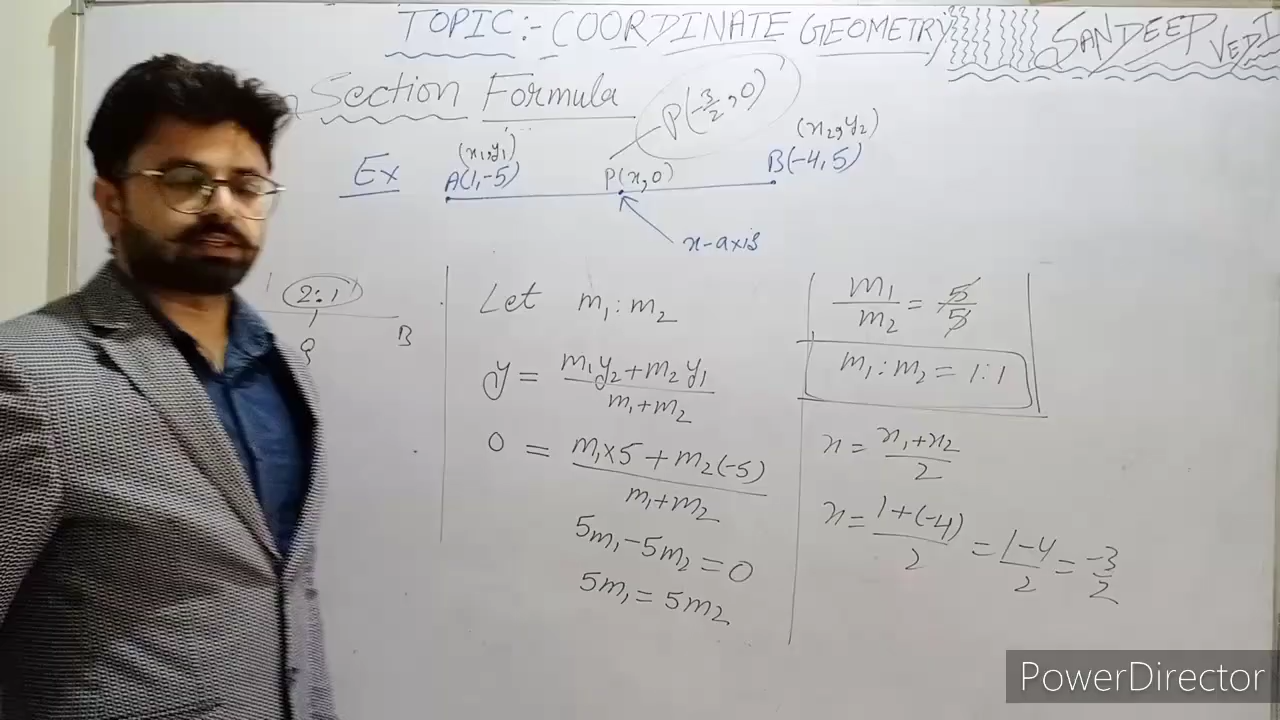 TOPIC:- COORDINATE GEOMETRY
SANDEEP VEDI
Section Formula
P(-3/2, 0)
Ex
(x1,y1)
A(1,-5)
P(x,0)
(x2,y2)
B(-4,5)
x-axis
2:1
B
Let m1:m2
y = (m1y2+m2y1)/(m1+m2)
0 = (m1×5+m2(-5))/(m1+m2)
5m1-5m2=0
5m1=5m2
m1/m2 = 5/5
m1:m2=1:1
x = (x1+x2)/2
x = (1+(-4))/2 = (1-4)/2 = -3/2
PowerDirector